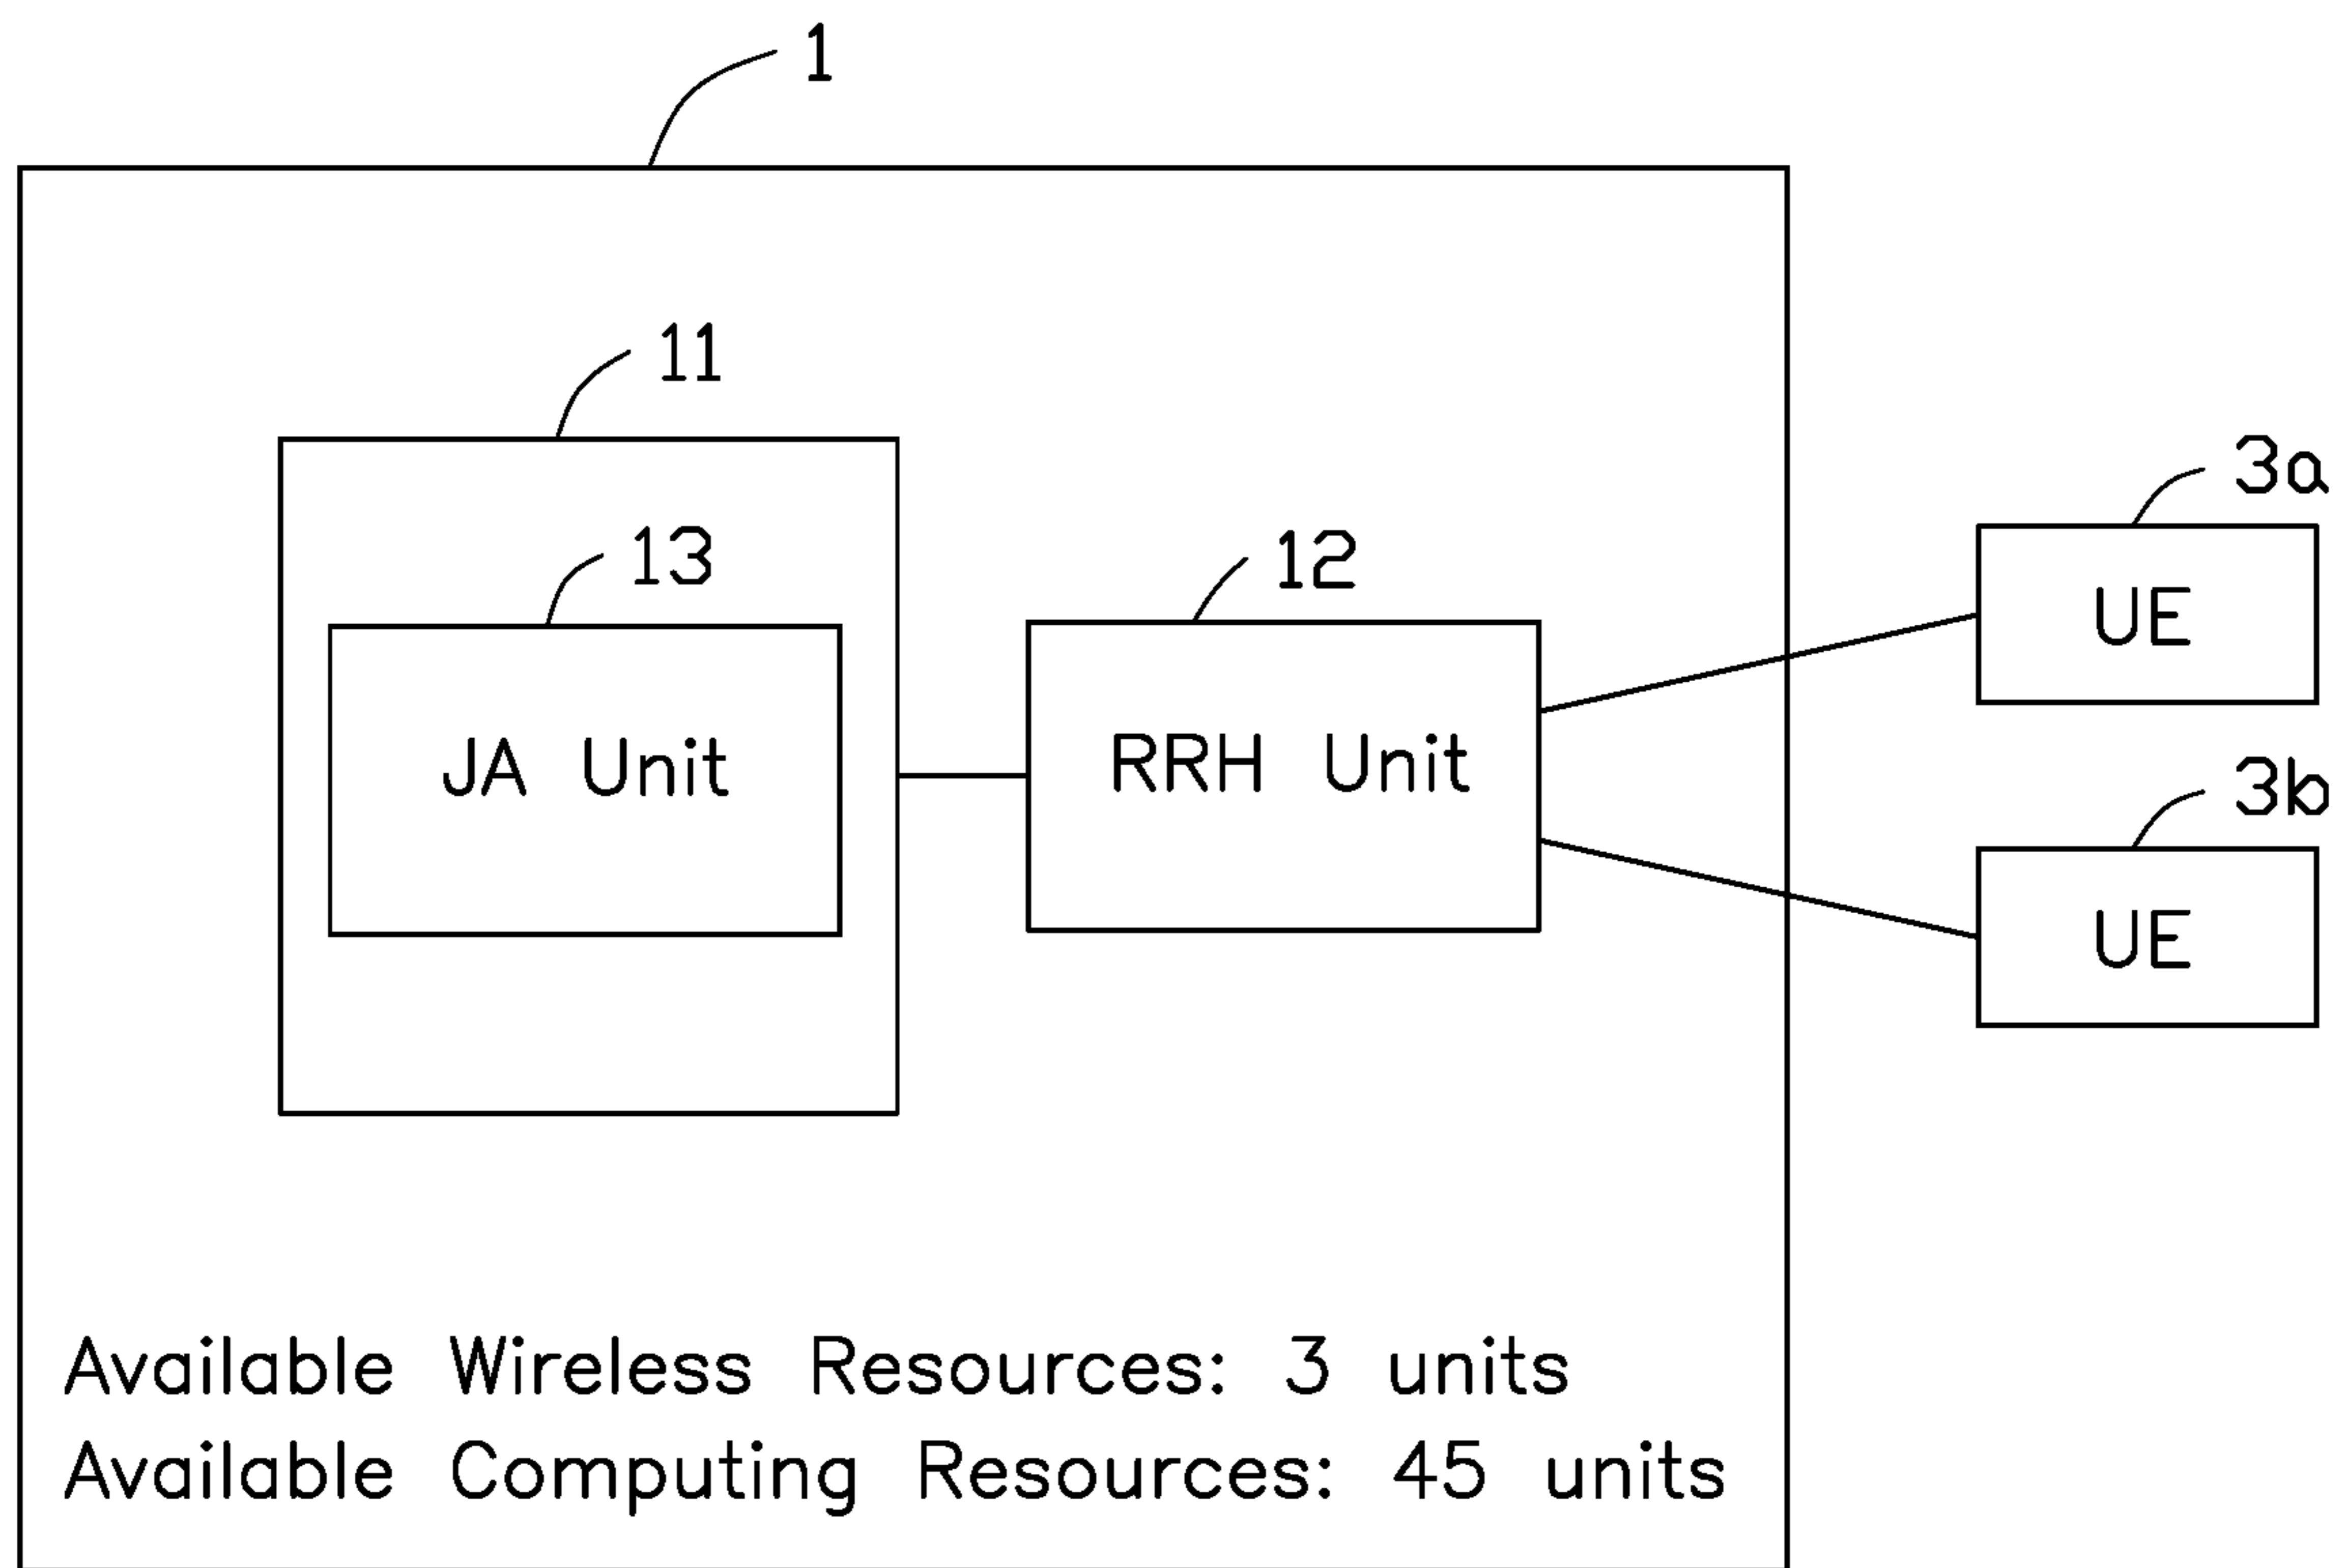 1
11
3a
13
12
UE
JA Unit
RRH Unit
3b
UE
Available Wireless Resources: 3 units
Available Computing Resources: 45 units